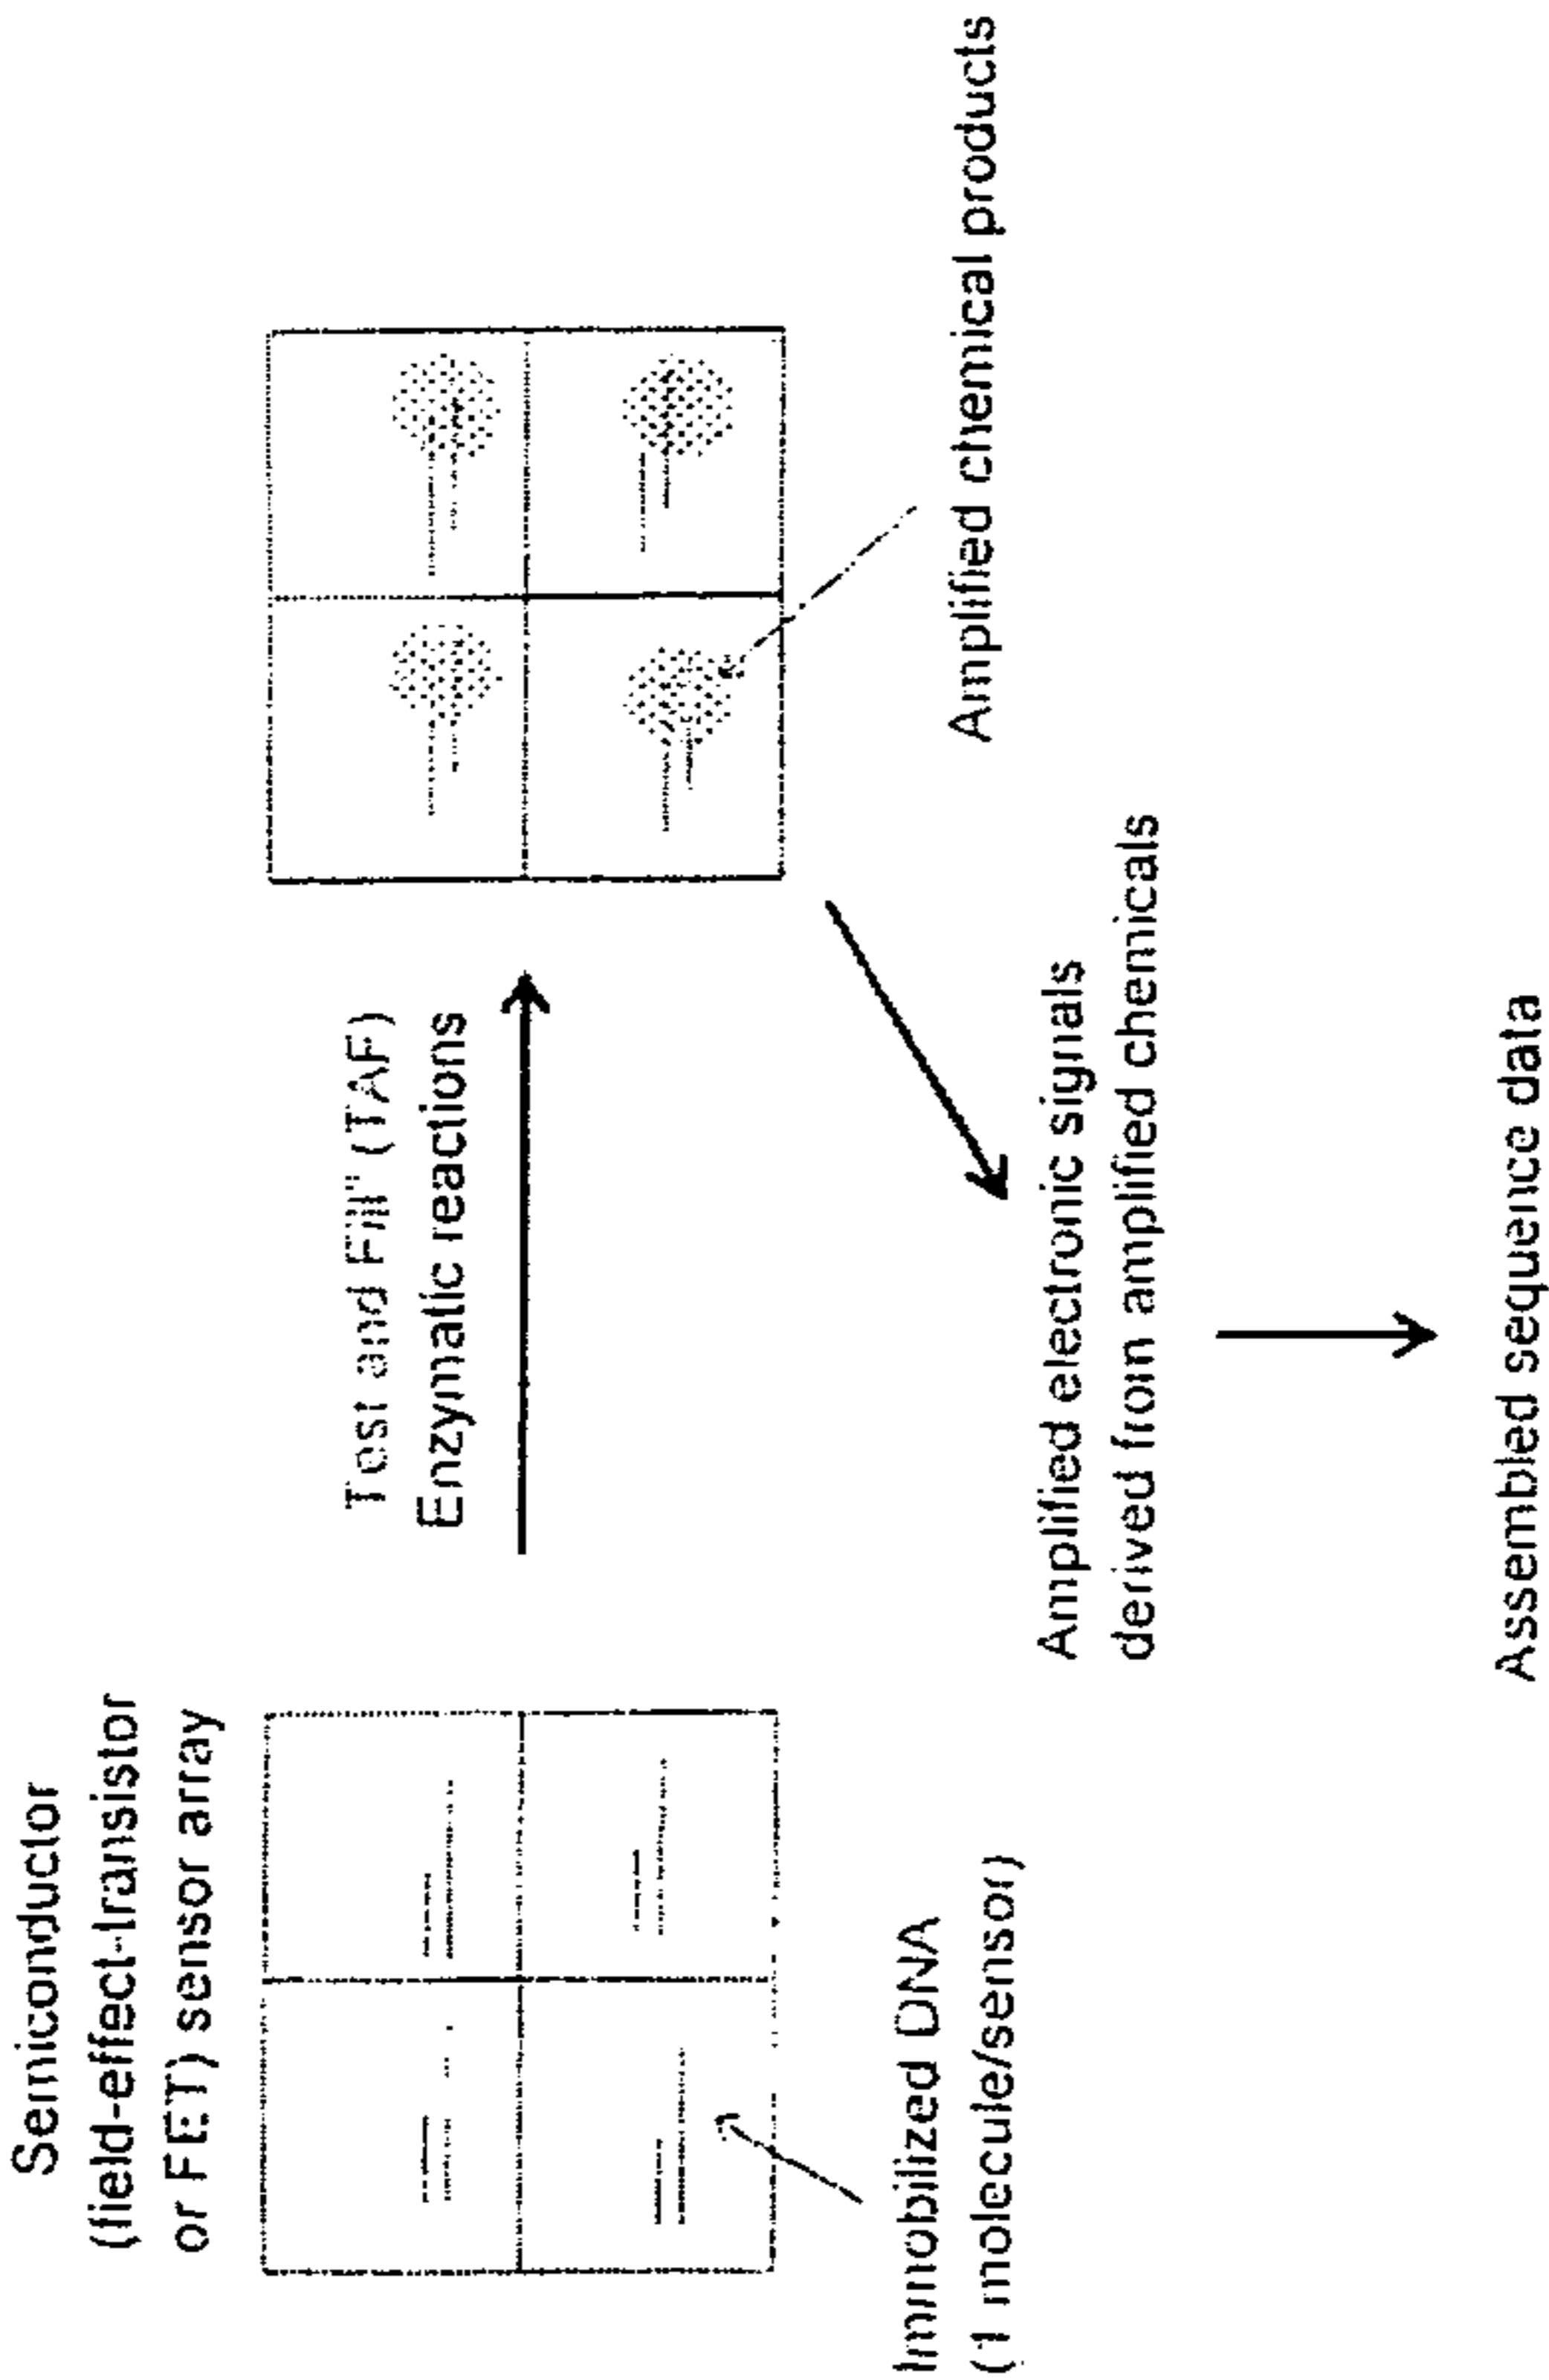 Semiconductor
(field-effect-transistor
or FET) sensor array
Test and Fill" (TAF)
Enzymatic reactions
Immobilized DNA
(1 molecule/sensor)
Amplified chemical products
Amplified electronic signals
derived from amplified chemicals
Assembled sequence data